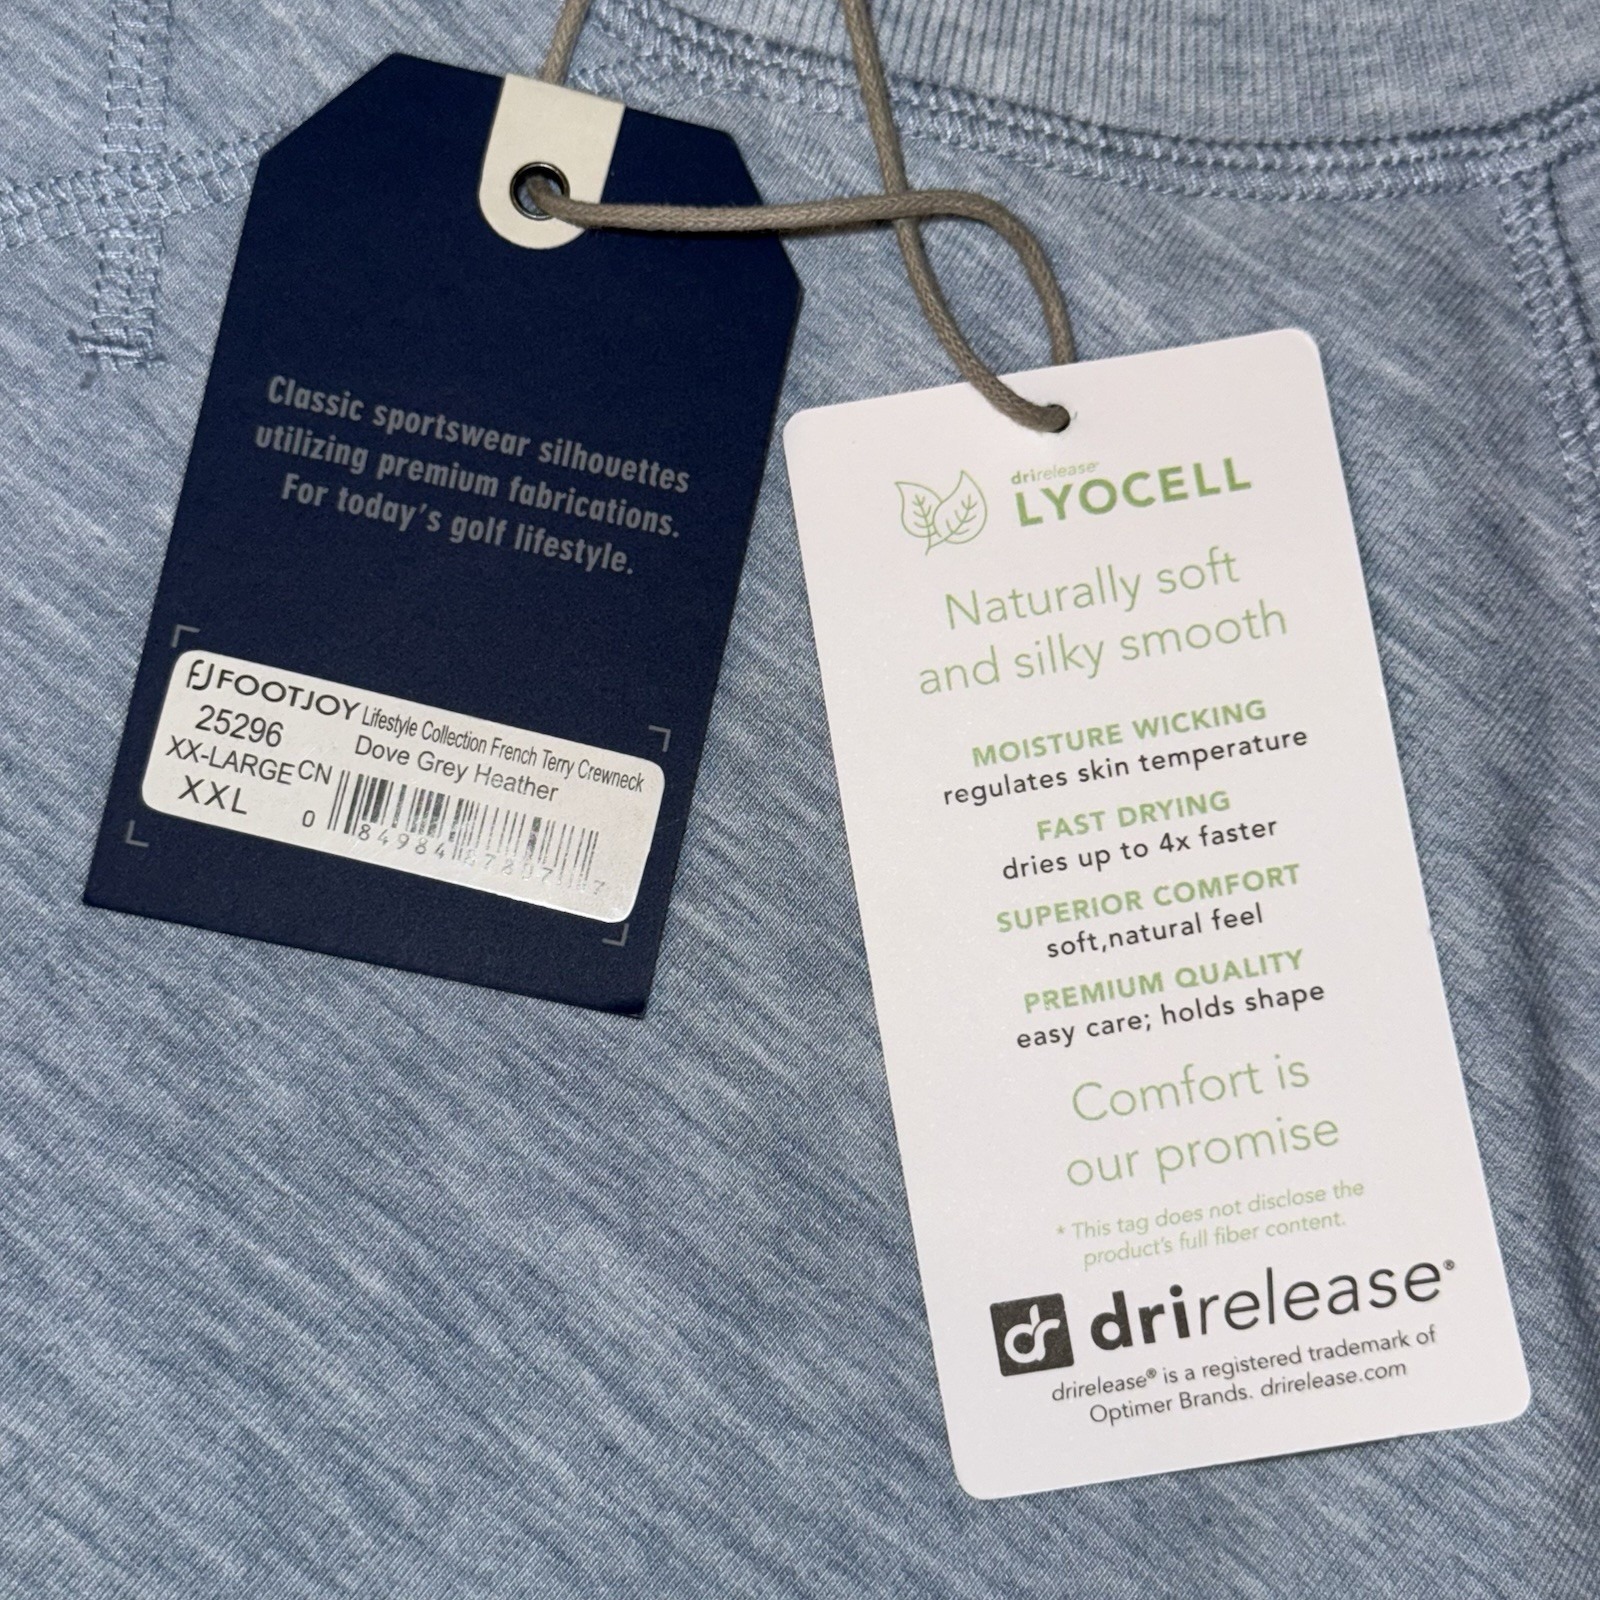 Classic sportswear silhouettes
utilizing premium fabrications.
For today's golf lifestyle.
FJ FOOTJOY Lifestyle Collection French Terry Crewneck
25296 Dove Grey Heather
XX-LARGE CN
XXL
0 84984
drirelease®
LYOCELL
Naturally soft
and silky smooth
MOISTURE WICKING
regulates skin temperature
FAST DRYING
dries up to 4x faster
SUPERIOR COMFORT
soft,natural feel
PREMIUM QUALITY
easy care; holds shape
Comfort is
our promise
* This tag does not disclose the
product's full fiber content.
dr drirelease®
drirelease® is a registered trademark of
Optimer Brands. drirelease.com